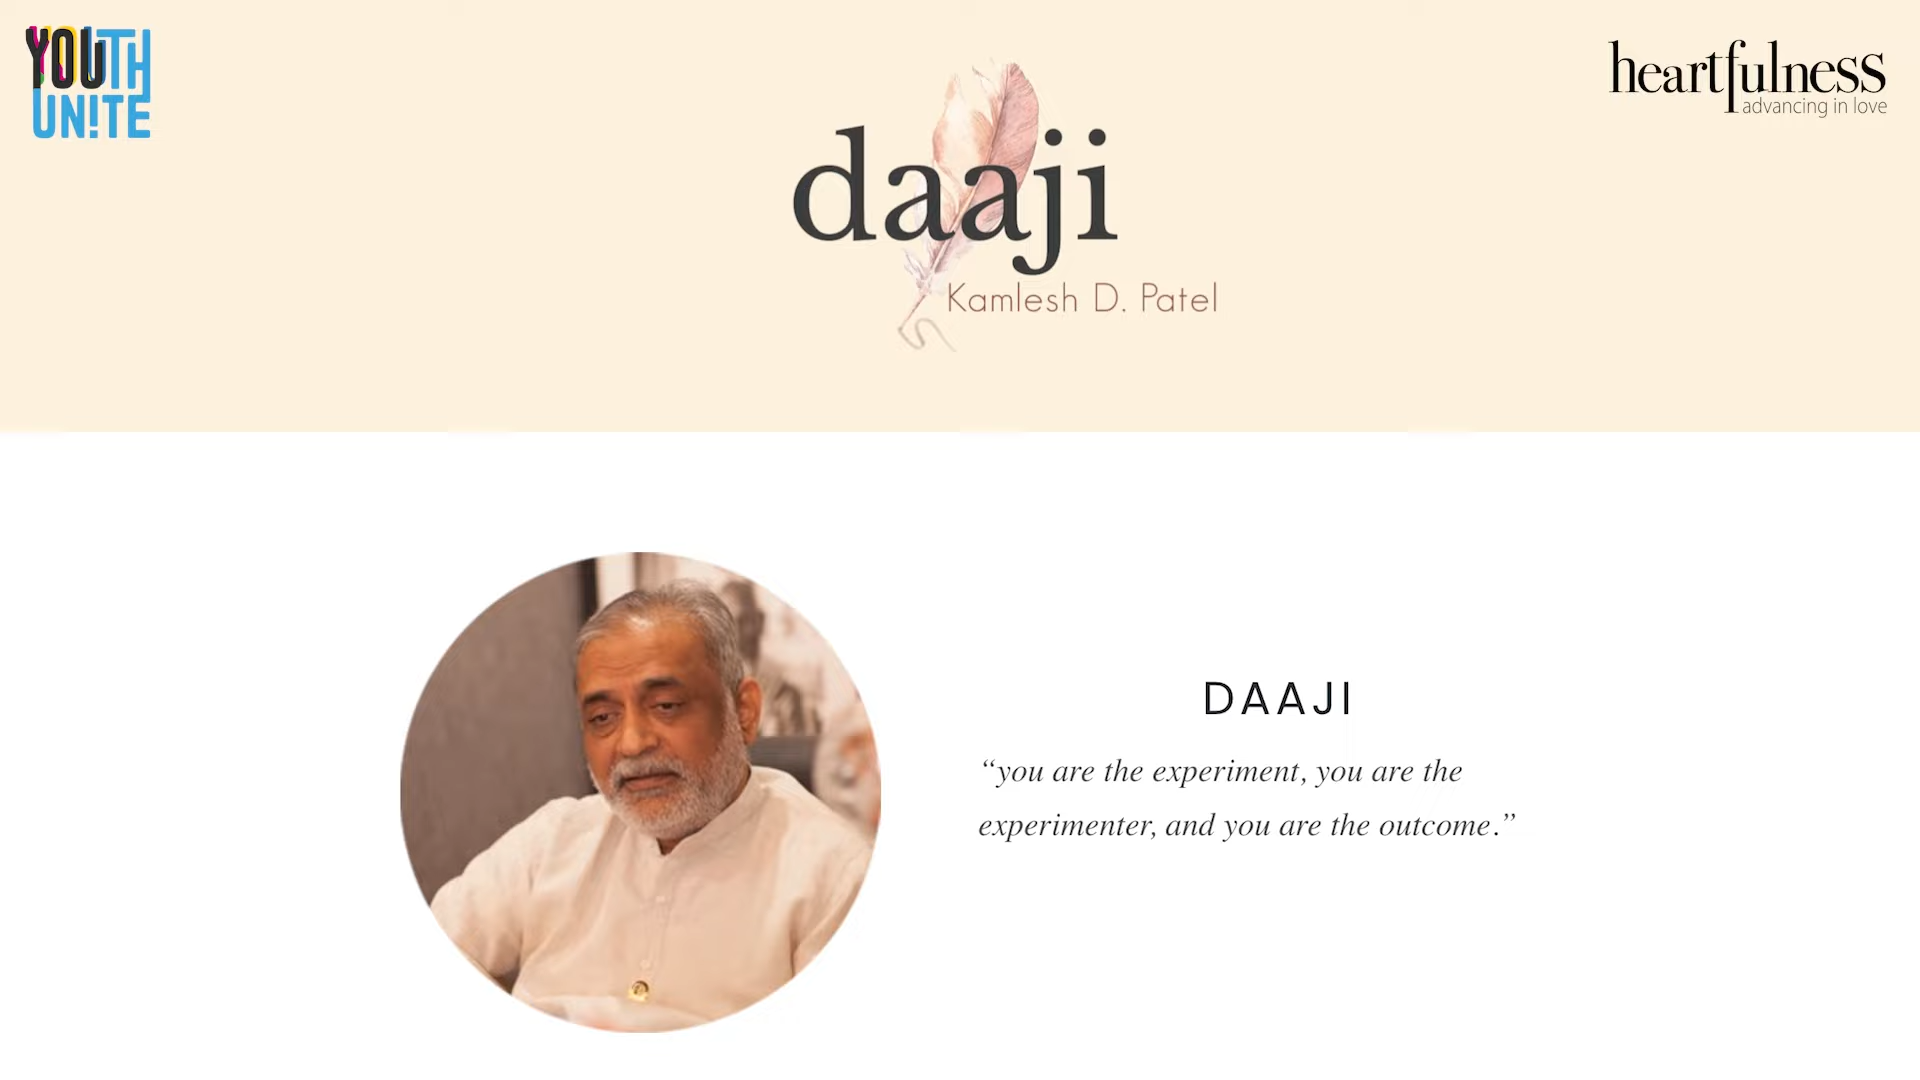 YOUTH
UN!TE
heartfulness
advancing in love
daaji
Kamlesh D. Patel
DAAJI
“you are the experiment, you are the
experimenter, and you are the outcome.”